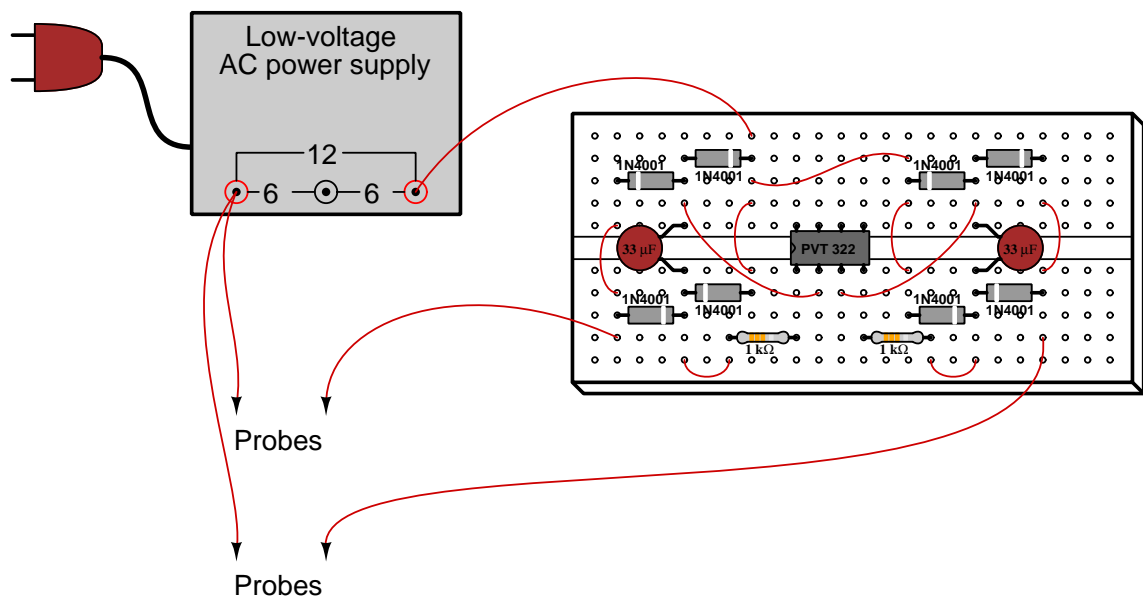 Low-voltage
AC power supply
12
6
6
1N4001
1N4001
1N4001
1N4001
33 µF
PVT 322
33 µF
1N4001
1N4001
1N4001
1N4001
1 kΩ
1 kΩ
Probes
Probes